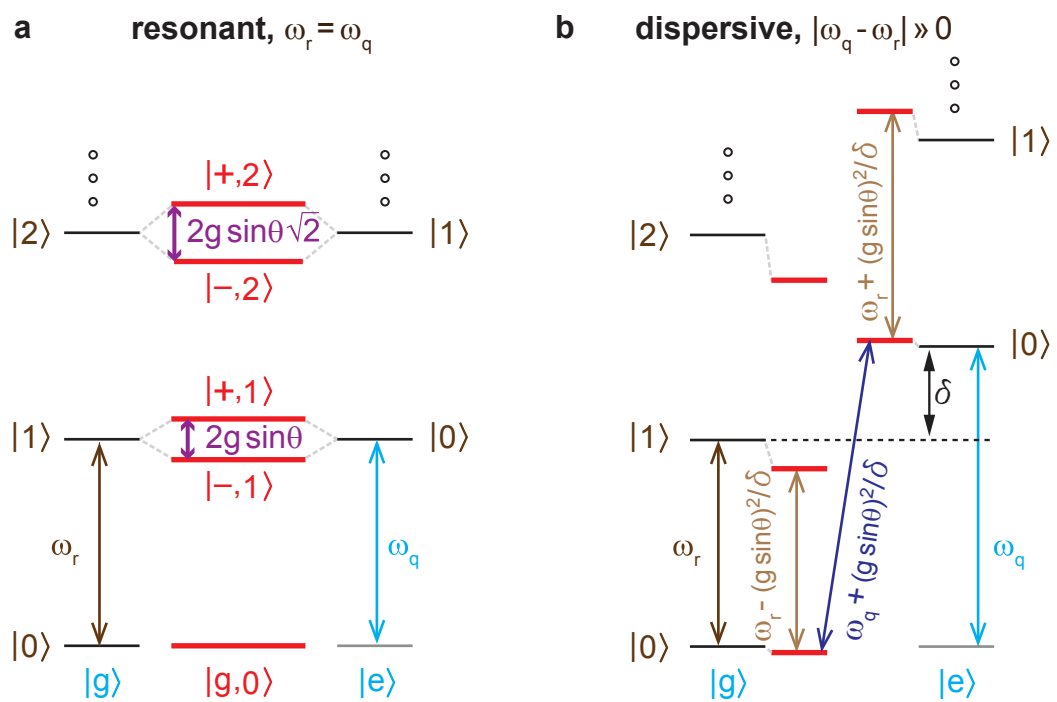 a resonant, ωr = ωq
|+,2⟩
|2⟩ 2g sinθ√2 |1⟩
|−,2⟩
|+,1⟩
|1⟩ 2g sinθ |0⟩
|−,1⟩
ωr ωq
|0⟩
|g⟩ |g,0⟩ |e⟩
b dispersive, |ωq - ωr| » 0
|1⟩
ωr + (g sinθ)²/δ
|2⟩
|0⟩
δ
|1⟩
ωr ωr - (g sinθ)²/δ ωq + (g sinθ)²/δ ωq
|0⟩
|g⟩ |e⟩